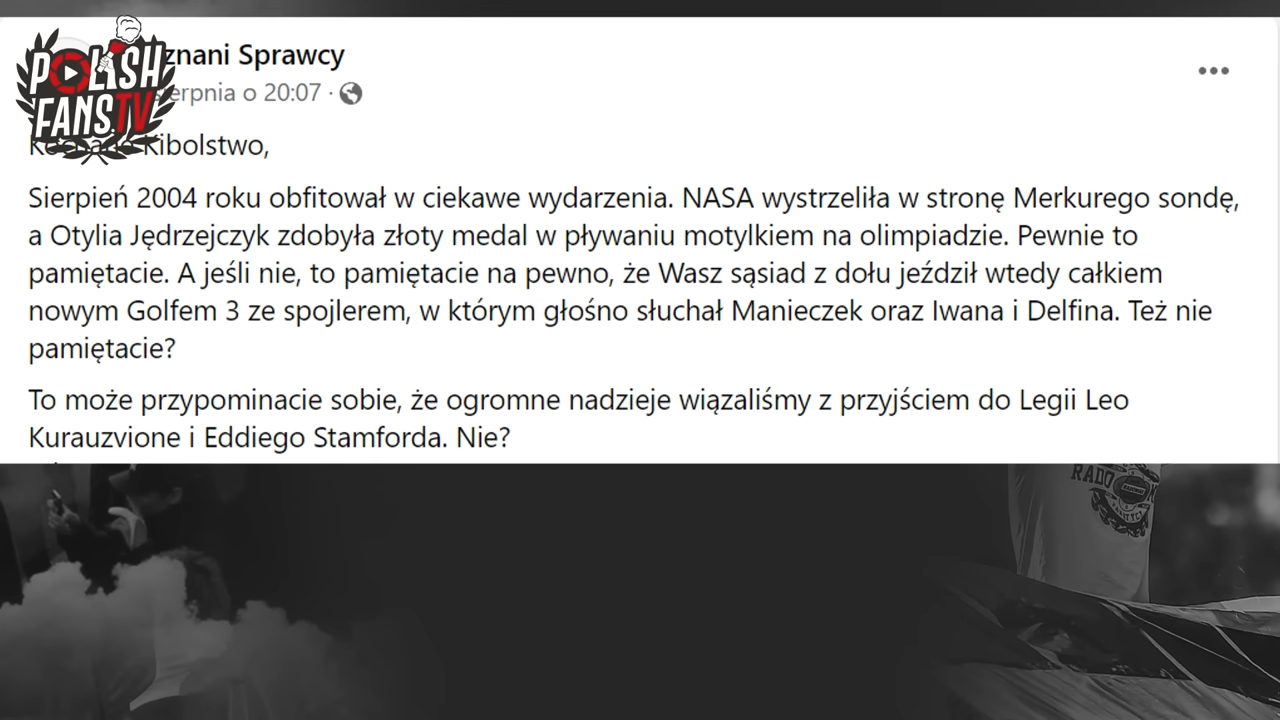 POLISH
FANS.TV
znani Sprawcy
sierpnia o 20:07 ·
Kochane Kibolstwo,
Sierpień 2004 roku obfitował w ciekawe wydarzenia. NASA wystrzeliła w stronę Merkurego sondę,
a Otylia Jędrzejczyk zdobyła złoty medal w pływaniu motylkiem na olimpiadzie. Pewnie to
pamiętacie. A jeśli nie, to pamiętacie na pewno, że Wasz sąsiad z dołu jeździł wtedy całkiem
nowym Golfem 3 ze spojlerem, w którym głośno słuchał Manieczek oraz Iwana i Delfina. Też nie
pamiętacie?
To może przypominacie sobie, że ogromne nadzieje wiązaliśmy z przyjściem do Legii Leo
Kurauzvione i Eddiego Stamforda. Nie?
RADO